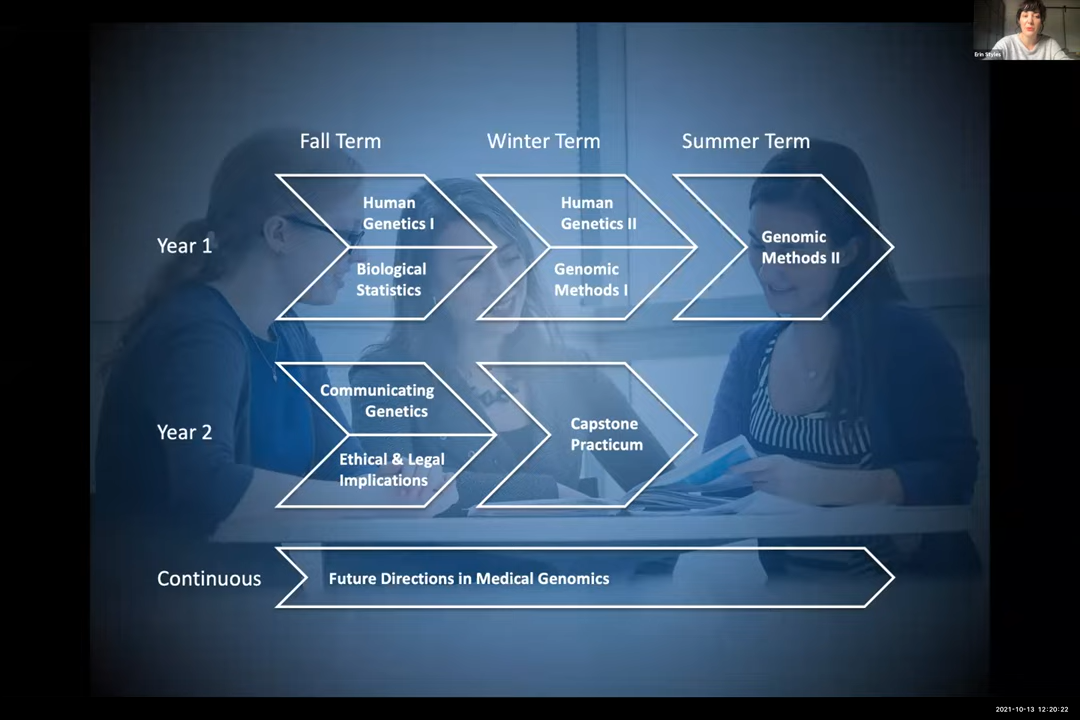 Erin Styles
Fall Term
Winter Term
Summer Term
Year 1
Human
Genetics I
Biological
Statistics
Human
Genetics II
Genomic
Methods I
Genomic
Methods II
Year 2
Communicating
Genetics
Ethical & Legal
Implications
Capstone
Practicum
Continuous
Future Directions in Medical Genomics
2021-10-13 12:20:22